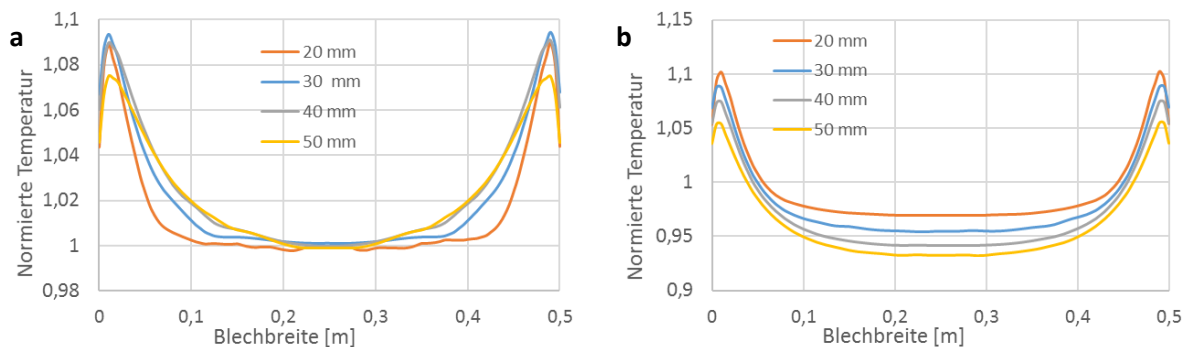 a
Normierte Temperatur
1,1
1,08
1,06
1,04
1,02
1
0,98
20 mm
30 mm
40 mm
50 mm
0
0,1
0,2
0,3
0,4
0,5
Blechbreite [m]
b
Normierte Temperatur
1,15
1,1
1,05
1
0,95
0,9
20 mm
30 mm
40 mm
50 mm
0
0,1
0,2
0,3
0,4
0,5
Blechbreite [m]